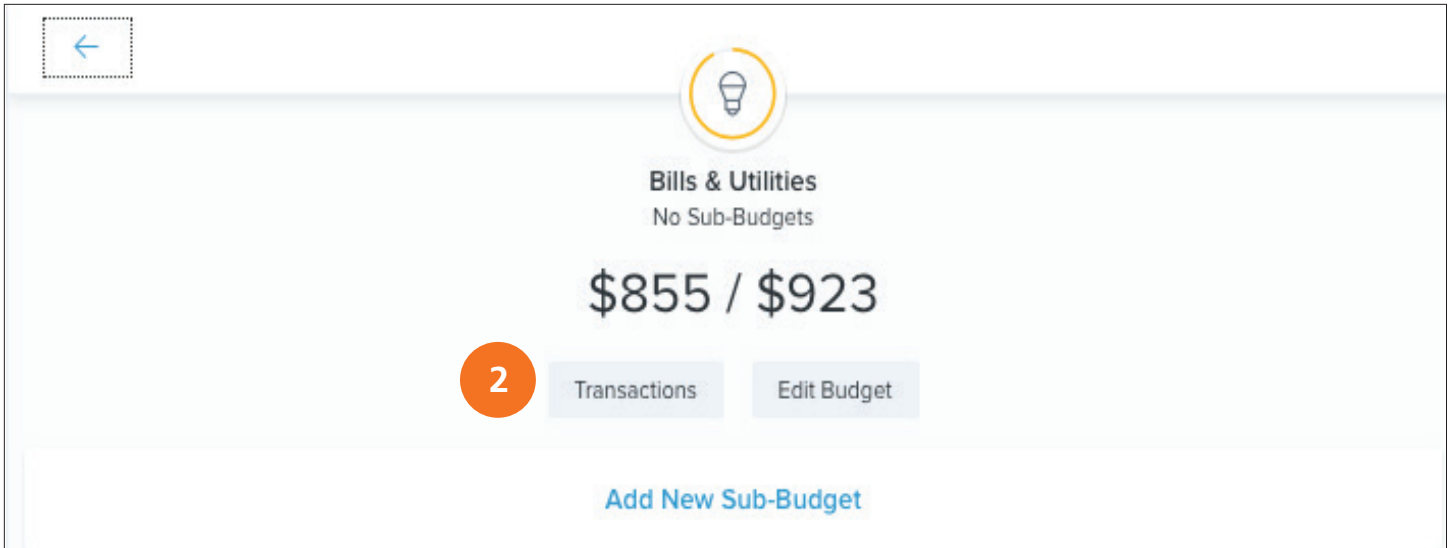 Bills & Utilities
No Sub-Budgets
$855 / $923
2 Transactions Edit Budget
Add New Sub-Budget